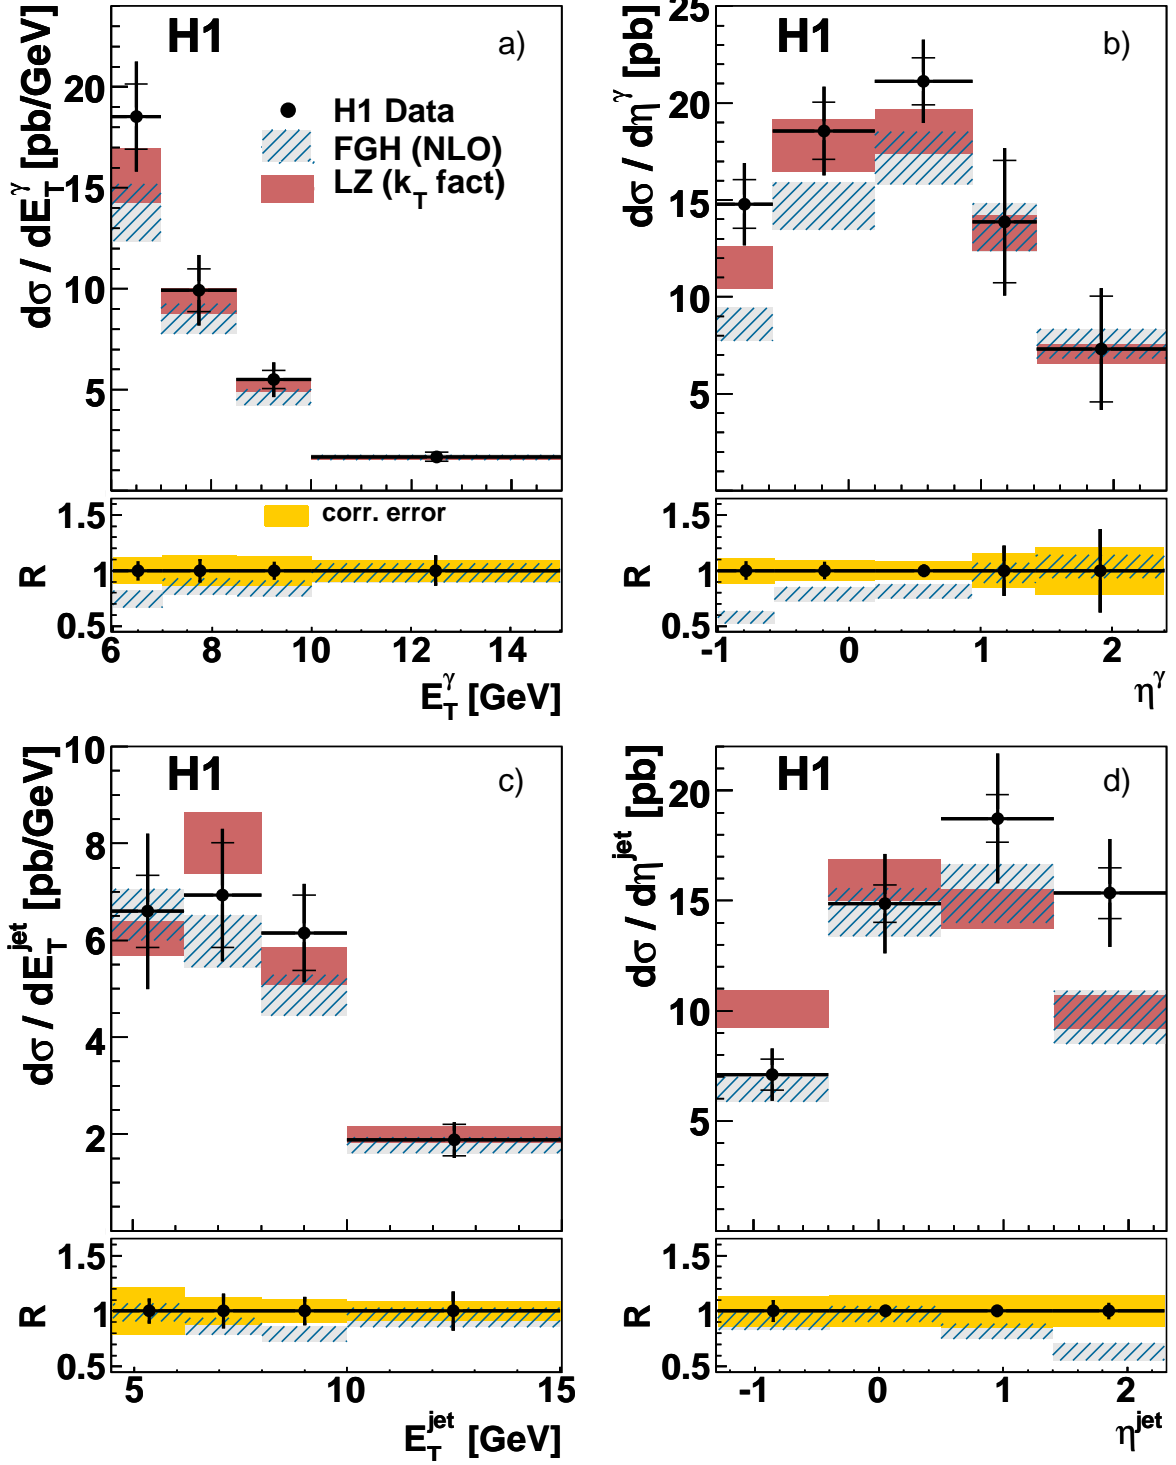 H1
a)
dσ / dE_T^γ [pb/GeV]
20
15
10
5
H1 Data
FGH (NLO)
LZ (k_T fact)
1.5
1
0.5
R
corr. error
6 8 10 12 14
E_T^γ [GeV]
H1
b)
dσ / dη^γ [pb]
25
20
15
10
5
1.5
1
0.5
R
-1 0 1 2
η^γ
H1
c)
dσ / dE_T^jet [pb/GeV]
10
8
6
4
2
1.5
1
0.5
R
5 10 15
E_T^jet [GeV]
H1
d)
dσ / dη^jet [pb]
20
15
10
5
1.5
1
0.5
R
-1 0 1 2
η^jet